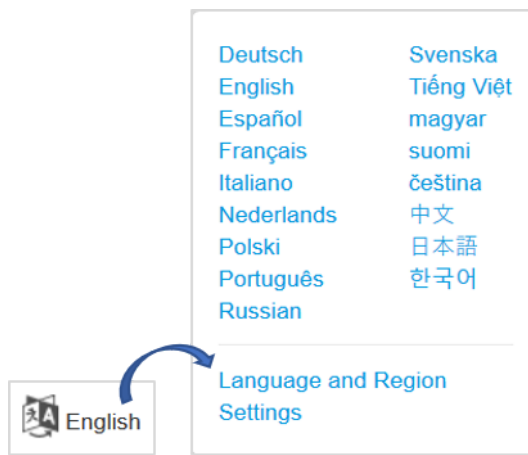 Deutsch
English
Español
Français
Italiano
Nederlands
Polski
Português
Russian
Svenska
Tiếng Việt
magyar
suomi
čeština
中文
日本語
한국어
Language and Region
Settings
English